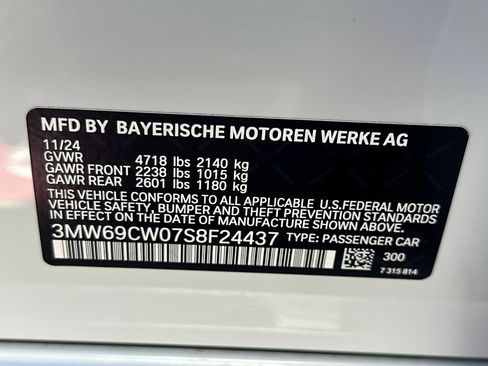 MFD BY BAYERISCHE MOTOREN WERKE AG
11/24
GVWR 4718 lbs 2140 kg
GAWR FRONT 2238 lbs 1015 kg
GAWR REAR 2601 lbs 1180 kg
THIS VEHICLE CONFORMS TO ALL APPLICABLE U.S.FEDERAL MOTOR
VEHICLE SAFETY, BUMPER, AND THEFT PREVENTION STANDARDS
IN EFFECT ON THE DATE OF MANUFACTURE SHOWN ABOVE.
3MW69CW07S8F24437 TYPE: PASSENGER CAR
300
7 315 814